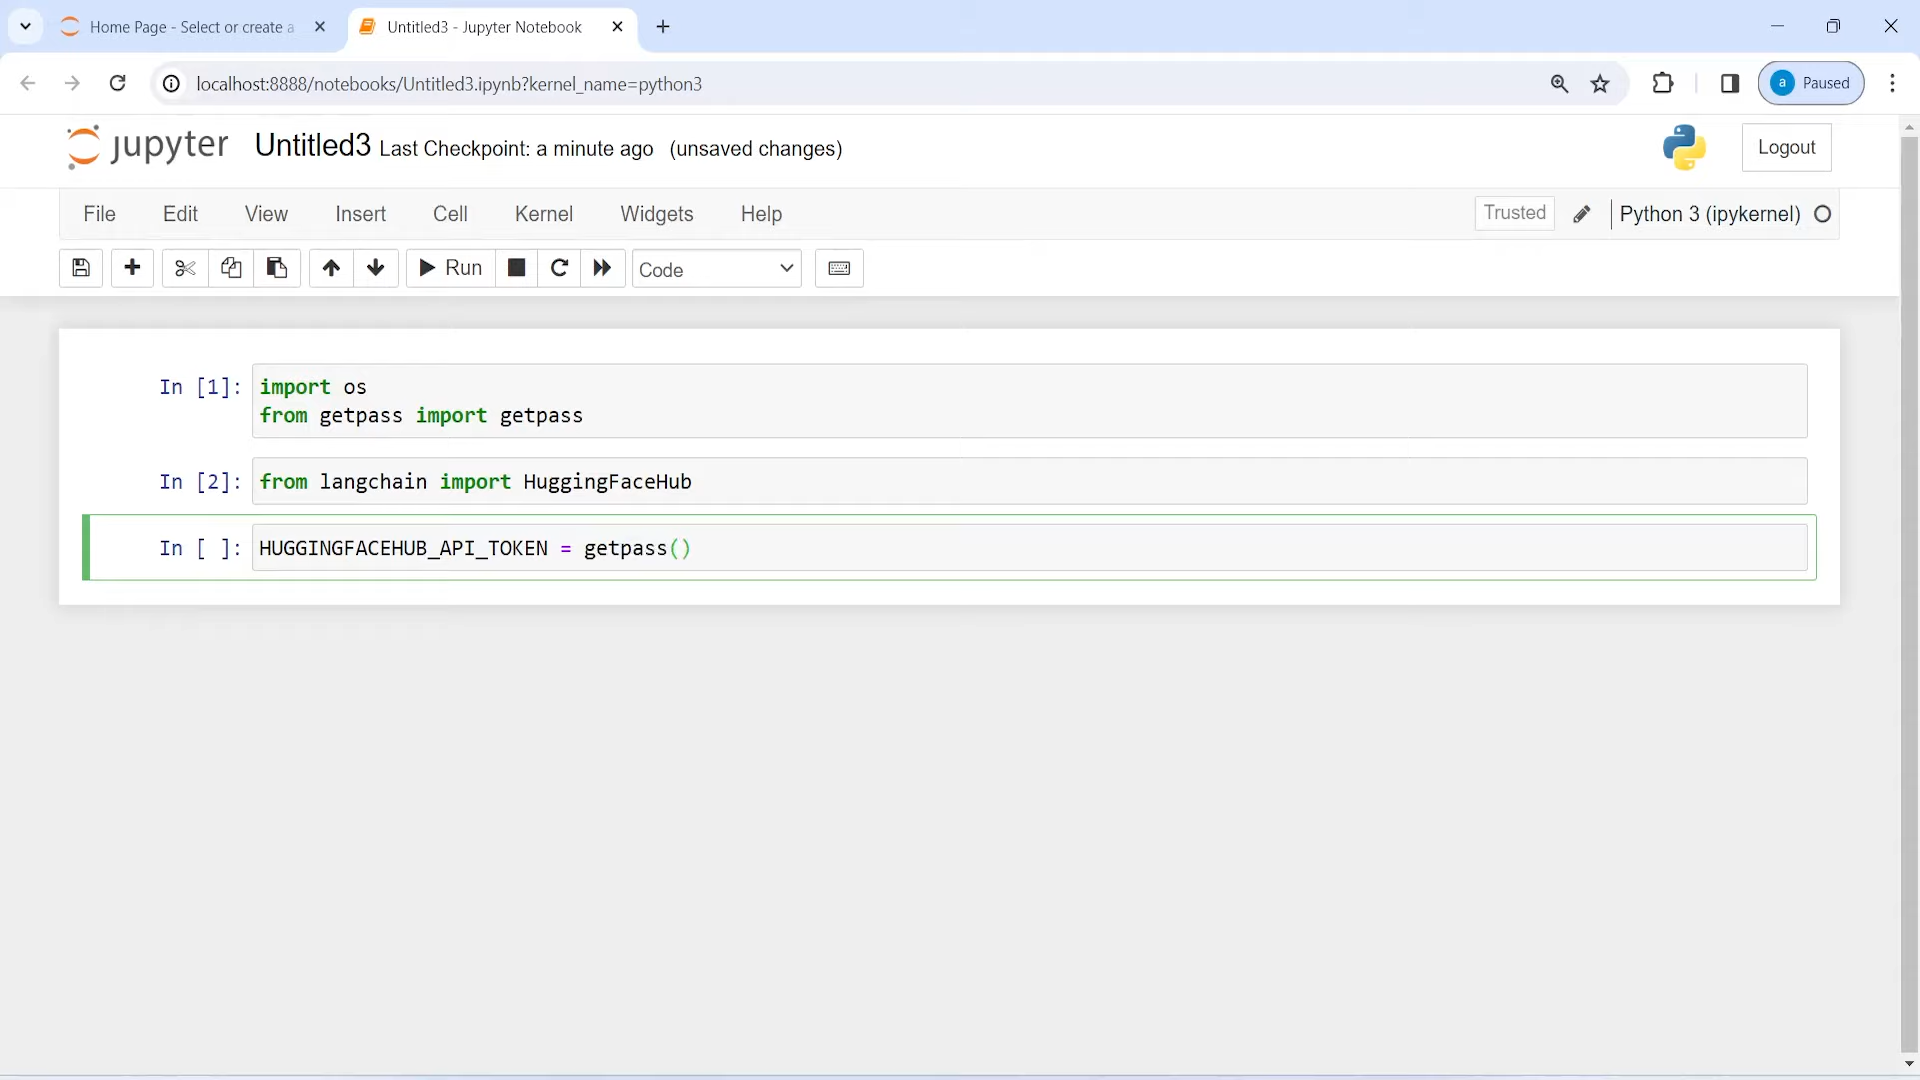 Home Page - Select or create a
Untitled3 - Jupyter Notebook
localhost:8888/notebooks/Untitled3.ipynb?kernel_name=python3
a Paused
jupyter Untitled3 Last Checkpoint: a minute ago (unsaved changes)
Logout
File Edit View Insert Cell Kernel Widgets Help
Trusted Python 3 (ipykernel)
Run Code
In [1]: import os
from getpass import getpass
In [2]: from langchain import HuggingFaceHub
In [ ]: HUGGINGFACEHUB_API_TOKEN = getpass()